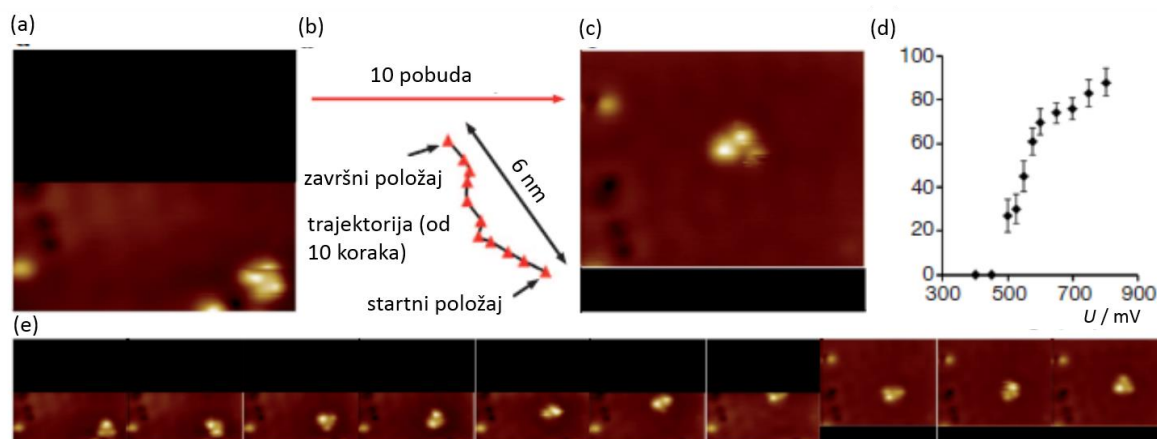 (a)
(b)
(c)
(d)
10 pobuda
6 nm
završni položaj
trajektorija (od
10 koraka)
startni položaj
100
80
60
40
20
0
300
500
700
900
U / mV
(e)